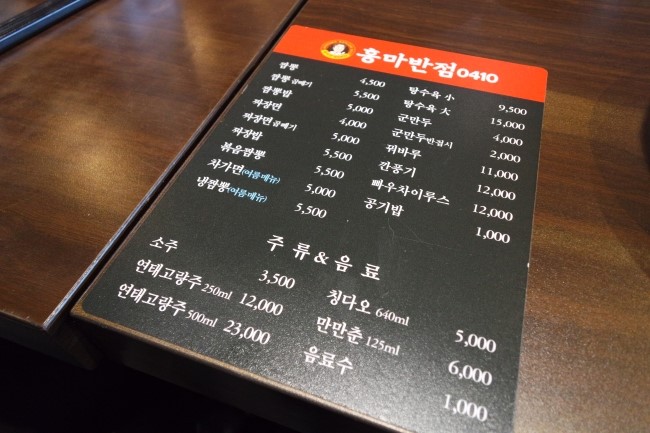 홍마반점0410
짬뽕 4,500
짬뽕 곱빼기 5,500
짬뽕밥 5,000
짜장면 4,000
짜장면 곱빼기 5,000
짜장밥 5,500
볶음짬뽕 5,500
차가면(여름메뉴) 5,000
냉짬뽕(여름메뉴) 5,500
탕수육 小 9,500
탕수육 大 15,000
군만두 4,000
군만두반접시 2,000
꿔바루 11,000
깐풍기 12,000
빠우차이루스 12,000
공기밥 1,000
주류&음료
소주 3,500
연태고량주 250ml 12,000
연태고량주 500ml 23,000
칭다오 640ml 5,000
만만춘 125ml 6,000
음료수 1,000